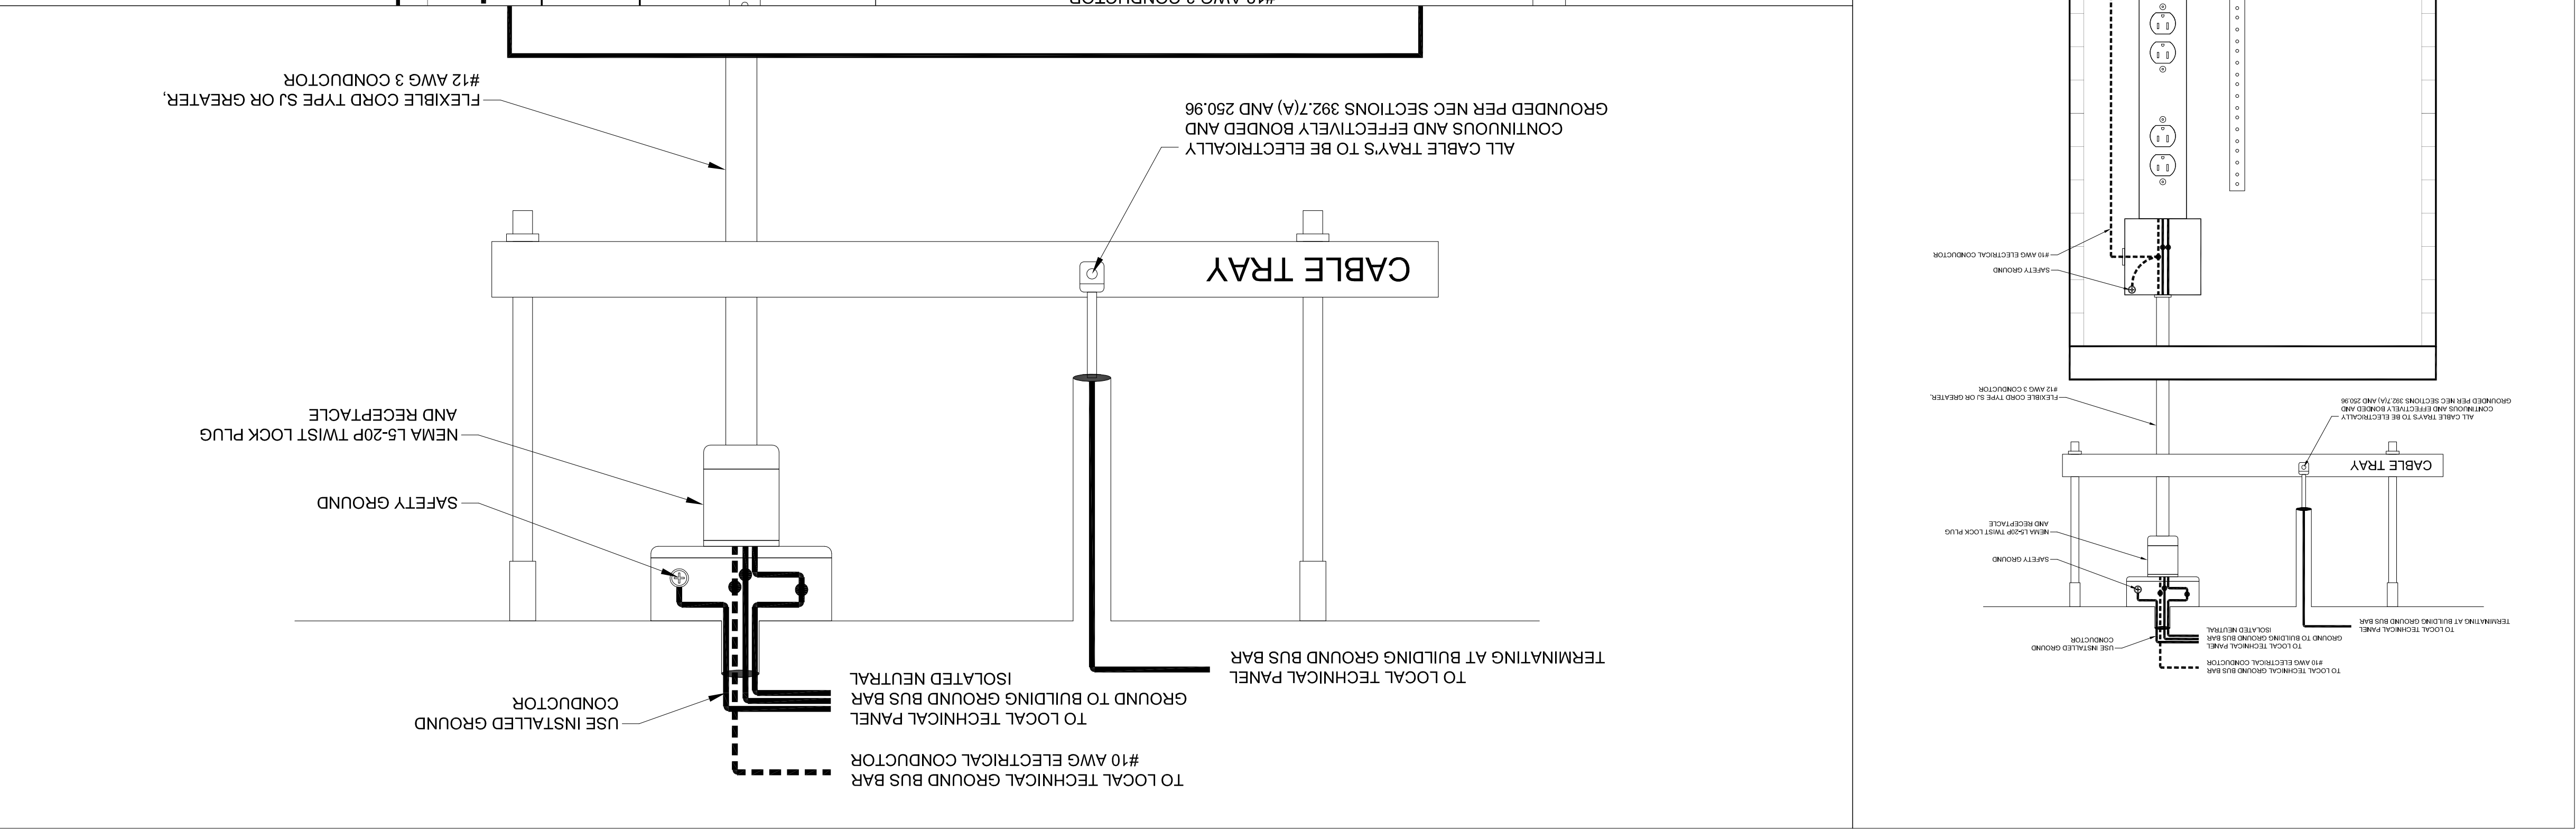 TO LOCAL TECHNICAL GROUND BUS BAR
#10 AWG ELECTRICAL CONDUCTOR
USE INSTALLED GROUND
CONDUCTOR
TO LOCAL TECHNICAL PANEL
GROUND TO BUILDING GROUND BUS BAR
ISOLATED NEUTRAL
TO LOCAL TECHNICAL PANEL
TERMINATING AT BUILDING GROUND BUS BAR
SAFETY GROUND
NEMA L5-20P TWIST LOCK PLUG
AND RECEPTACLE
CABLE TRAY
ALL CABLE TRAY'S TO BE ELECTRICALLY
CONTINUOUS AND EFFECTIVELY BONDED AND
GROUNDED PER NEC SECTIONS 392.7(A) AND 250.96
FLEXIBLE CORD TYPE SJ OR GREATER,
#12 AWG 3 CONDUCTOR
SAFETY GROUND
#10 AWG ELECTRICAL CONDUCTOR
TO LOCAL TECHNICAL GROUND BUS BAR
#10 AWG ELECTRICAL CONDUCTOR
USE INSTALLED GROUND
CONDUCTOR
TO LOCAL TECHNICAL PANEL
GROUND TO BUILDING GROUND BUS BAR
ISOLATED NEUTRAL
TO LOCAL TECHNICAL PANEL
TERMINATING AT BUILDING GROUND BUS BAR
SAFETY GROUND
NEMA L5-20P TWIST LOCK PLUG
AND RECEPTACLE
CABLE TRAY
ALL CABLE TRAY'S TO BE ELECTRICALLY
CONTINUOUS AND EFFECTIVELY BONDED AND
GROUNDED PER NEC SECTIONS 392.7(A) AND 250.96
FLEXIBLE CORD TYPE SJ OR GREATER,
#12 AWG 3 CONDUCTOR